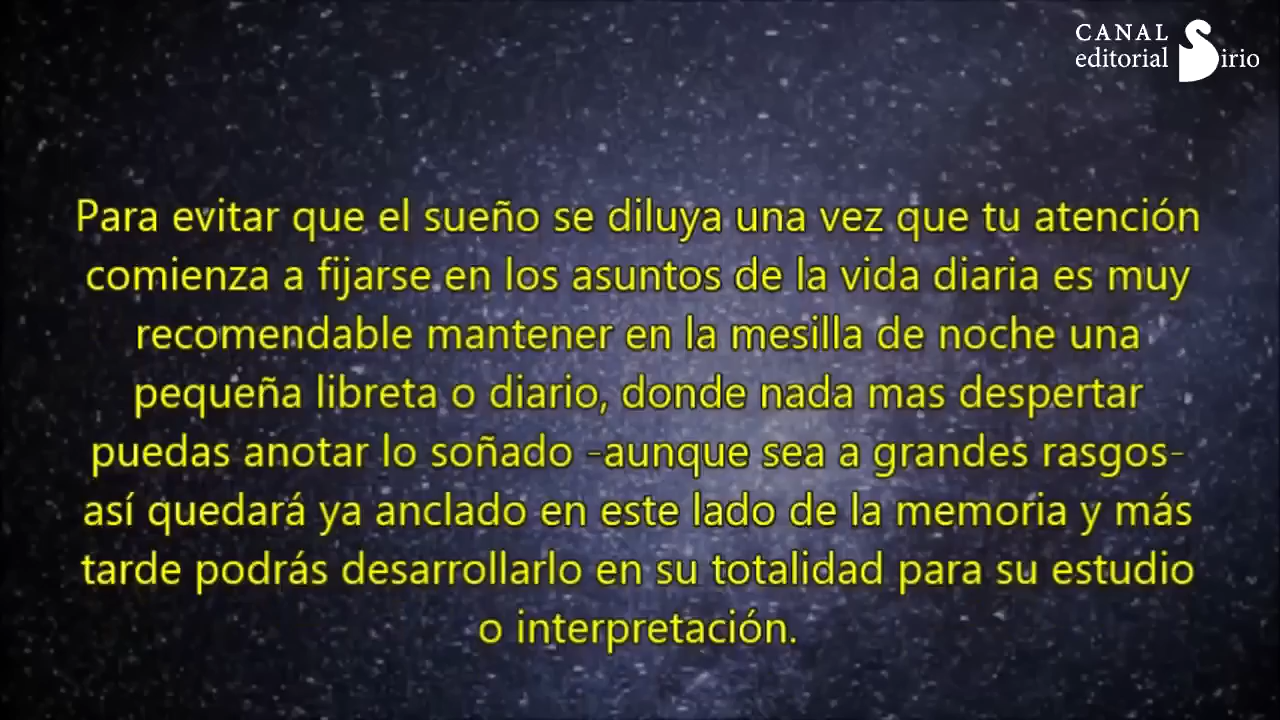 CANAL
editorial Sirio
Para evitar que el sueño se diluya una vez que tu atención
comienza a fijarse en los asuntos de la vida diaria es muy
recomendable mantener en la mesilla de noche una
pequeña libreta o diario, donde nada mas despertar
puedas anotar lo soñado -aunque sea a grandes rasgos-
así quedará ya anclado en este lado de la memoria y más
tarde podrás desarrollarlo en su totalidad para su estudio
o interpretación.